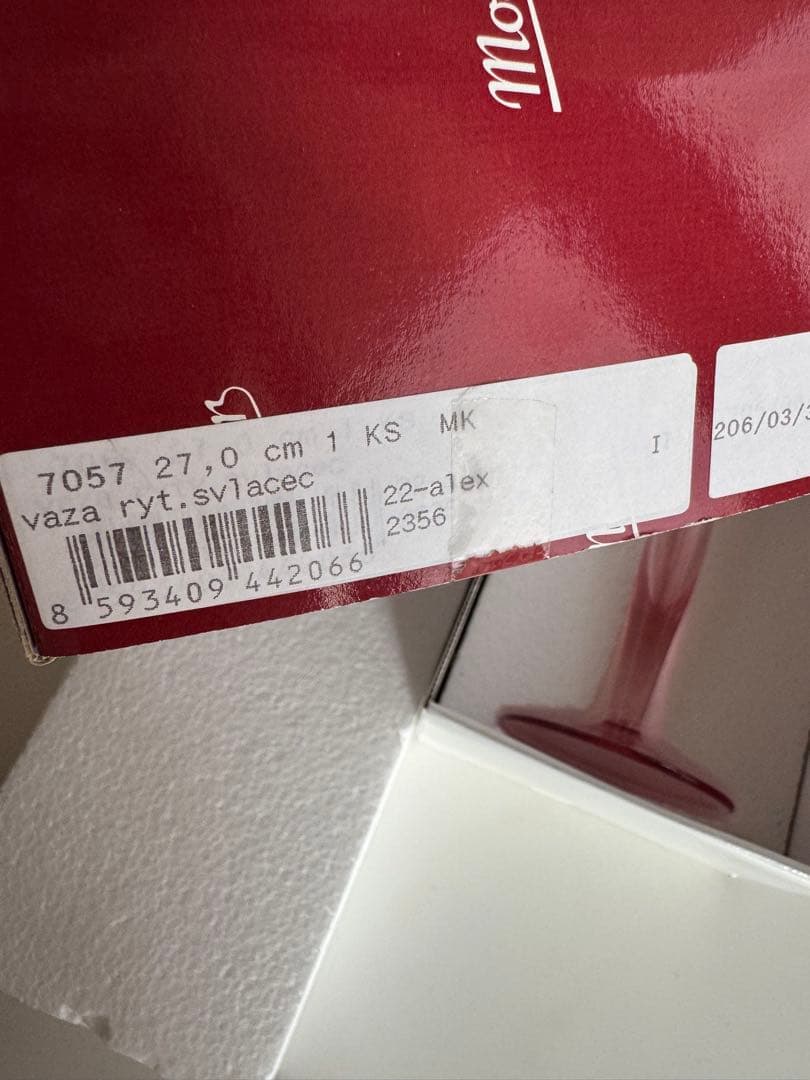 7057 27,0 cm 1 KS MK I
vaza ryt.svlacec 22-alex
2356
8 593409 442066
206/03/3